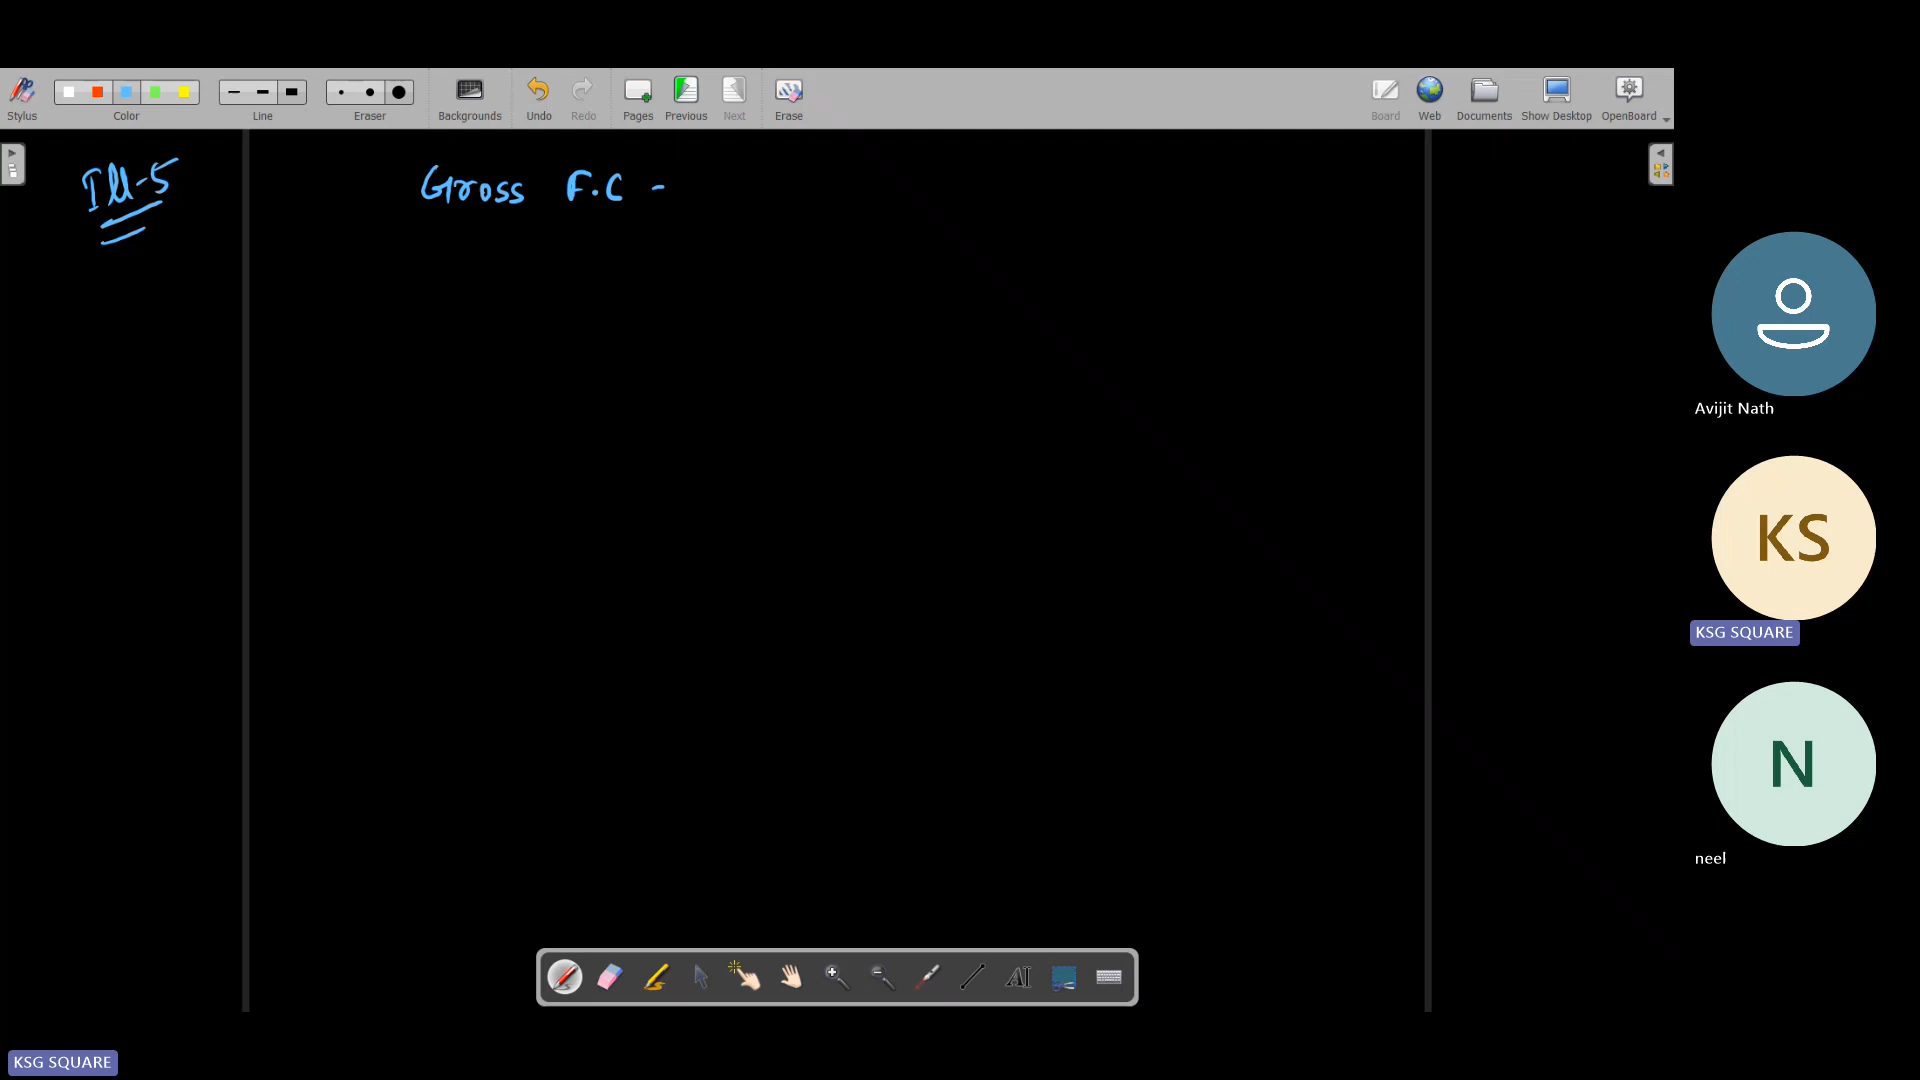 Stylus
Color
Line
Eraser
Backgrounds
Undo
Redo
Pages
Previous
Next
Erase
Board
Web
Documents
Show Desktop
OpenBoard
Ill-5
Gross F.C -
Avijit Nath
KS
KSG SQUARE
N
neel
AI
KSG SQUARE